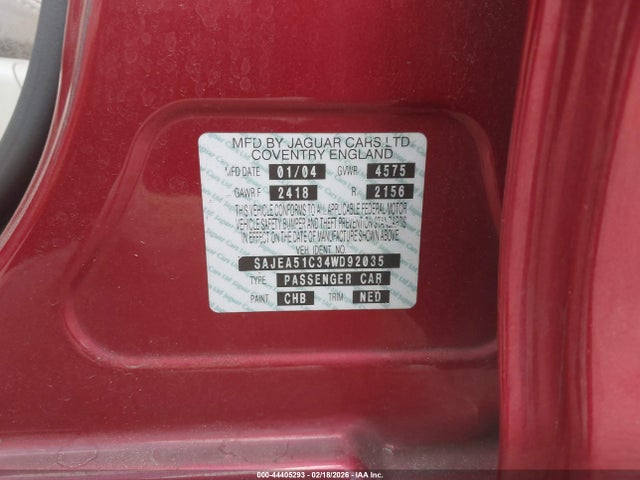 MFD BY JAGUAR CARS LTD
COVENTRY ENGLAND
MFD DATE 01/04 GVWR 4575
GAWR F 2418 R 2156
THIS VEHICLE CONFORMS TO ALL APPLICABLE FEDERAL MOTOR
VEHICLE SAFETY BUMPER AND THEFT PREVENTION STANDARDS
IN EFFECT ON THE DATE OF MANUFACTURE SHOWN
ABOVE
VEH. IDENT. NO.
SAJEA51C34WD92035
TYPE PASSENGER CAR
PAINT CHB TRIM NED
000-44405293 - 02/18/2026 - IAA Inc.